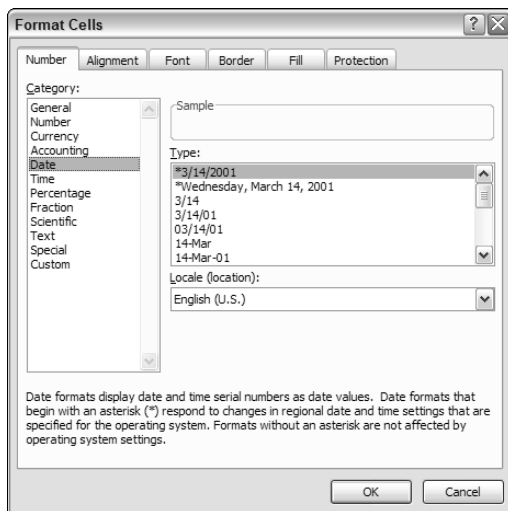 Format Cells
Number Alignment Font Border Fill Protection
Category:
General
Number
Currency
Accounting
Date
Time
Percentage
Fraction
Scientific
Text
Special
Custom
Sample
Type:
*3/14/2001
*Wednesday, March 14, 2001
3/14
3/14/01
03/14/01
14-Mar
14-Mar-01
Locale (location):
English (U.S.)
Date formats display date and time serial numbers as date values. Date formats that
begin with an asterisk (*) respond to changes in regional date and time settings that are
specified for the operating system. Formats without an asterisk are not affected by
operating system settings.
OK Cancel